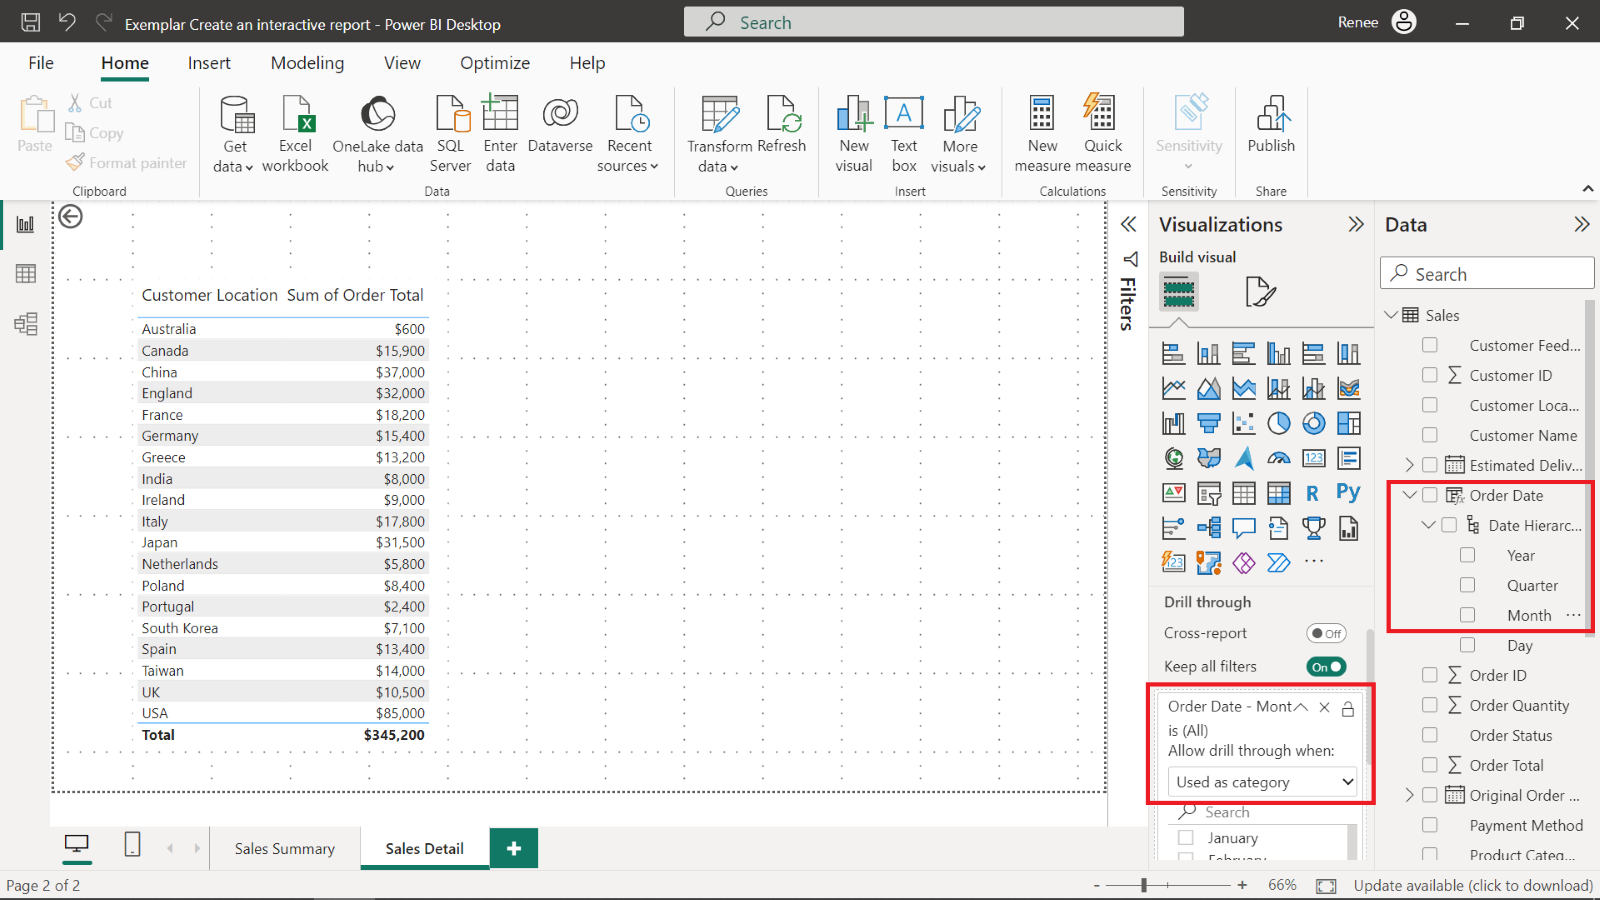 Exemplar Create an interactive report - Power BI Desktop
Search
Renee
File Home Insert Modeling View Optimize Help
Paste
Cut
Copy
Format painter
Clipboard
Get data
Excel workbook
OneLake data hub
SQL Server
Enter data
Dataverse
Recent sources
Data
Transform data
Refresh
Queries
New visual
Text box
More visuals
Insert
New measure
Quick measure
Calculations
Sensitivity
Sensitivity
Publish
Share
Customer Location Sum of Order Total
Australia $600
Canada $15,900
China $37,000
England $32,000
France $18,200
Germany $15,400
Greece $13,200
India $8,000
Ireland $9,000
Italy $17,800
Japan $31,500
Netherlands $5,800
Poland $8,400
Portugal $2,400
South Korea $7,100
Spain $13,400
Taiwan $14,000
UK $10,500
USA $85,000
Total $345,200
Filters
Visualizations
Build visual
123
R
Py
123
Drill through
Cross-report Off
Keep all filters On
Order Date - Mont
is (All)
Allow drill through when:
Used as category
Search
January
February
Data
Search
Sales
Customer Feed...
Customer ID
Customer Loca...
Customer Name
Estimated Deliv...
Order Date
Date Hierarc...
Year
Quarter
Month
Day
Order ID
Order Quantity
Order Status
Order Total
Original Order ...
Payment Method
Product Categ...
Sales Summary
Sales Detail
Page 2 of 2
- + 66%
Update available (click to download)